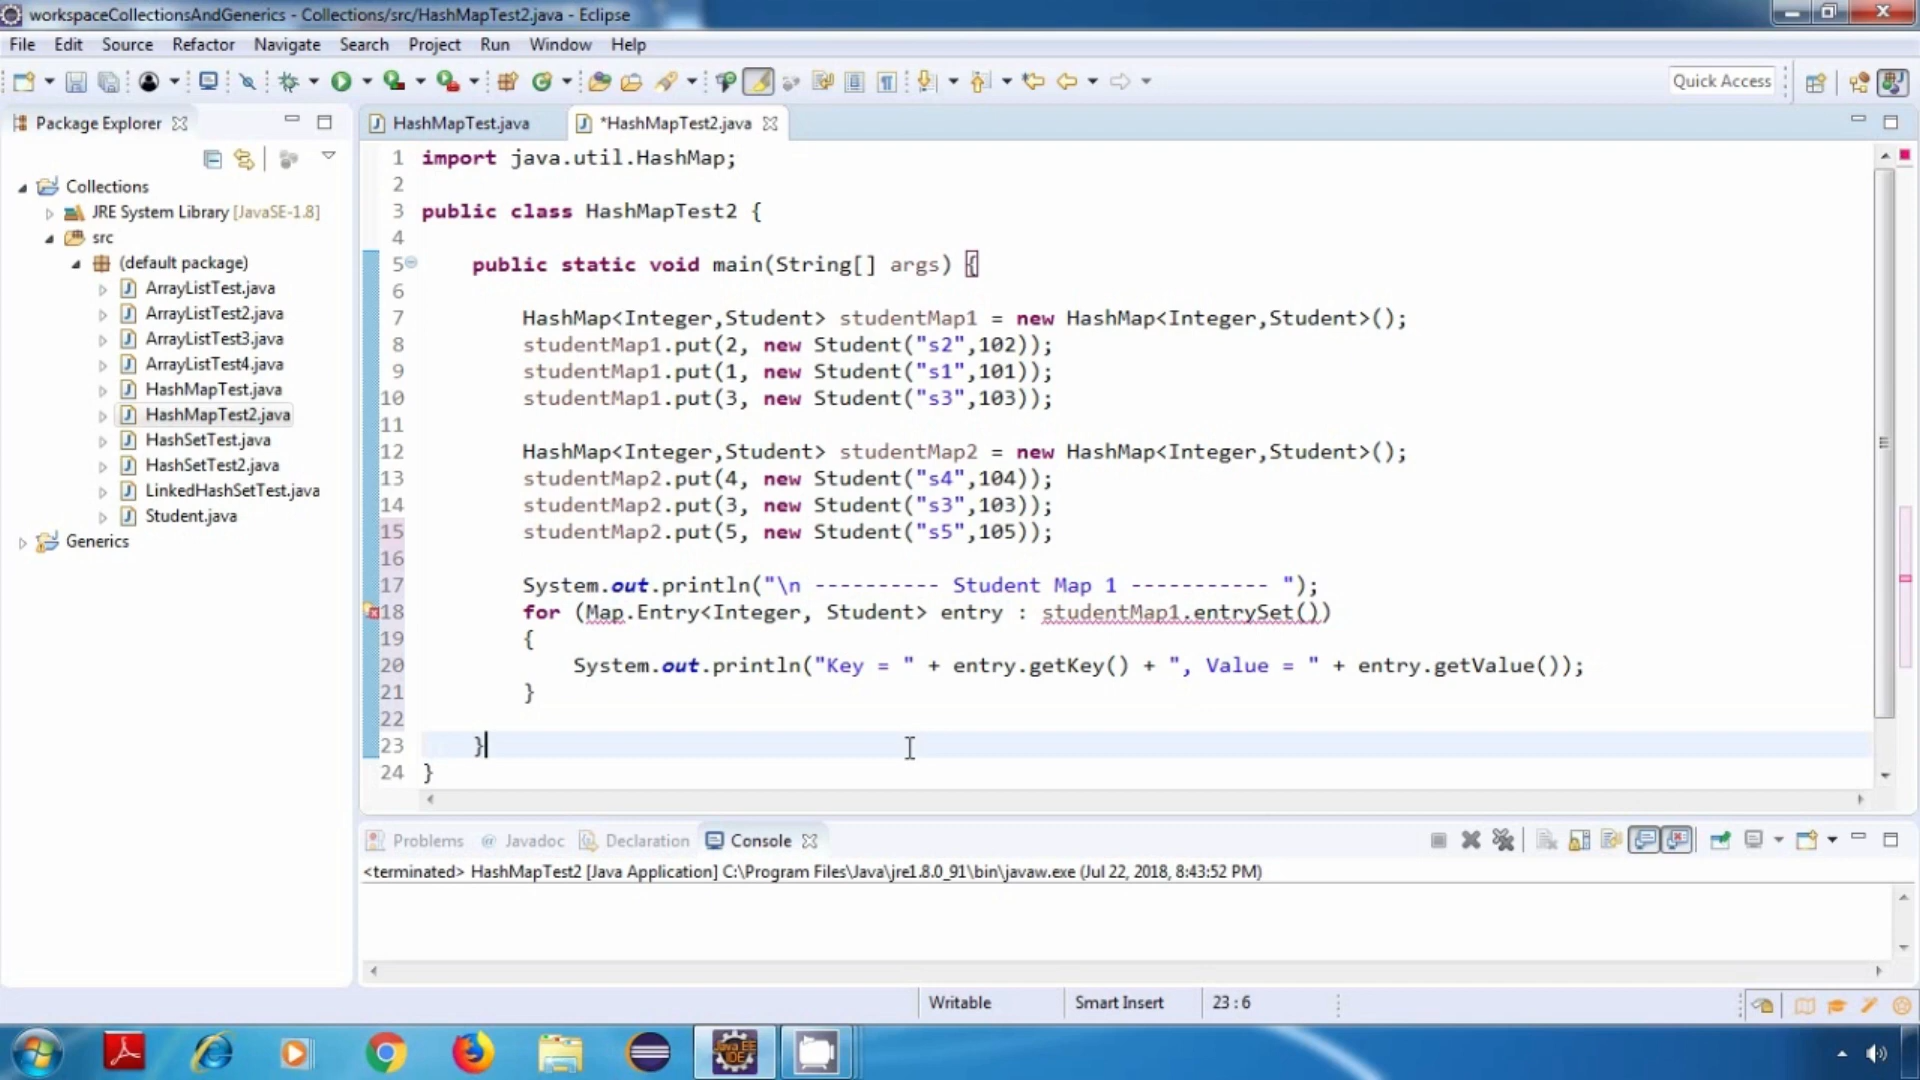 workspaceCollectionsAndGenerics - Collections/src/HashMapTest2.java - Eclipse
File Edit Source Refactor Navigate Search Project Run Window Help
Quick Access
Package Explorer
Collections
JRE System Library [JavaSE-1.8]
src
(default package)
ArrayListTest.java
ArrayListTest2.java
ArrayListTest3.java
ArrayListTest4.java
HashMapTest.java
HashMapTest2.java
HashSetTest.java
HashSetTest2.java
LinkedHashSetTest.java
Student.java
Generics
HashMapTest.java *HashMapTest2.java
1 import java.util.HashMap;
2
3 public class HashMapTest2 {
4
5 public static void main(String[] args) {
6
7 HashMap<Integer,Student> studentMap1 = new HashMap<Integer,Student>();
8 studentMap1.put(2, new Student("s2",102));
9 studentMap1.put(1, new Student("s1",101));
10 studentMap1.put(3, new Student("s3",103));
11
12 HashMap<Integer,Student> studentMap2 = new HashMap<Integer,Student>();
13 studentMap2.put(4, new Student("s4",104));
14 studentMap2.put(3, new Student("s3",103));
15 studentMap2.put(5, new Student("s5",105));
16
17 System.out.println("\n ---------- Student Map 1 ----------- ");
18 for (Map.Entry<Integer, Student> entry : studentMap1.entrySet())
19 {
20 System.out.println("Key = " + entry.getKey() + ", Value = " + entry.getValue());
21 }
22
23 }
24 }
Problems Javadoc Declaration Console
<terminated> HashMapTest2 [Java Application] C:\Program Files\Java\jre1.8.0_91\bin\javaw.exe (Jul 22, 2018, 8:43:52 PM)
Writable Smart Insert 23 : 6
Java EE
IDE